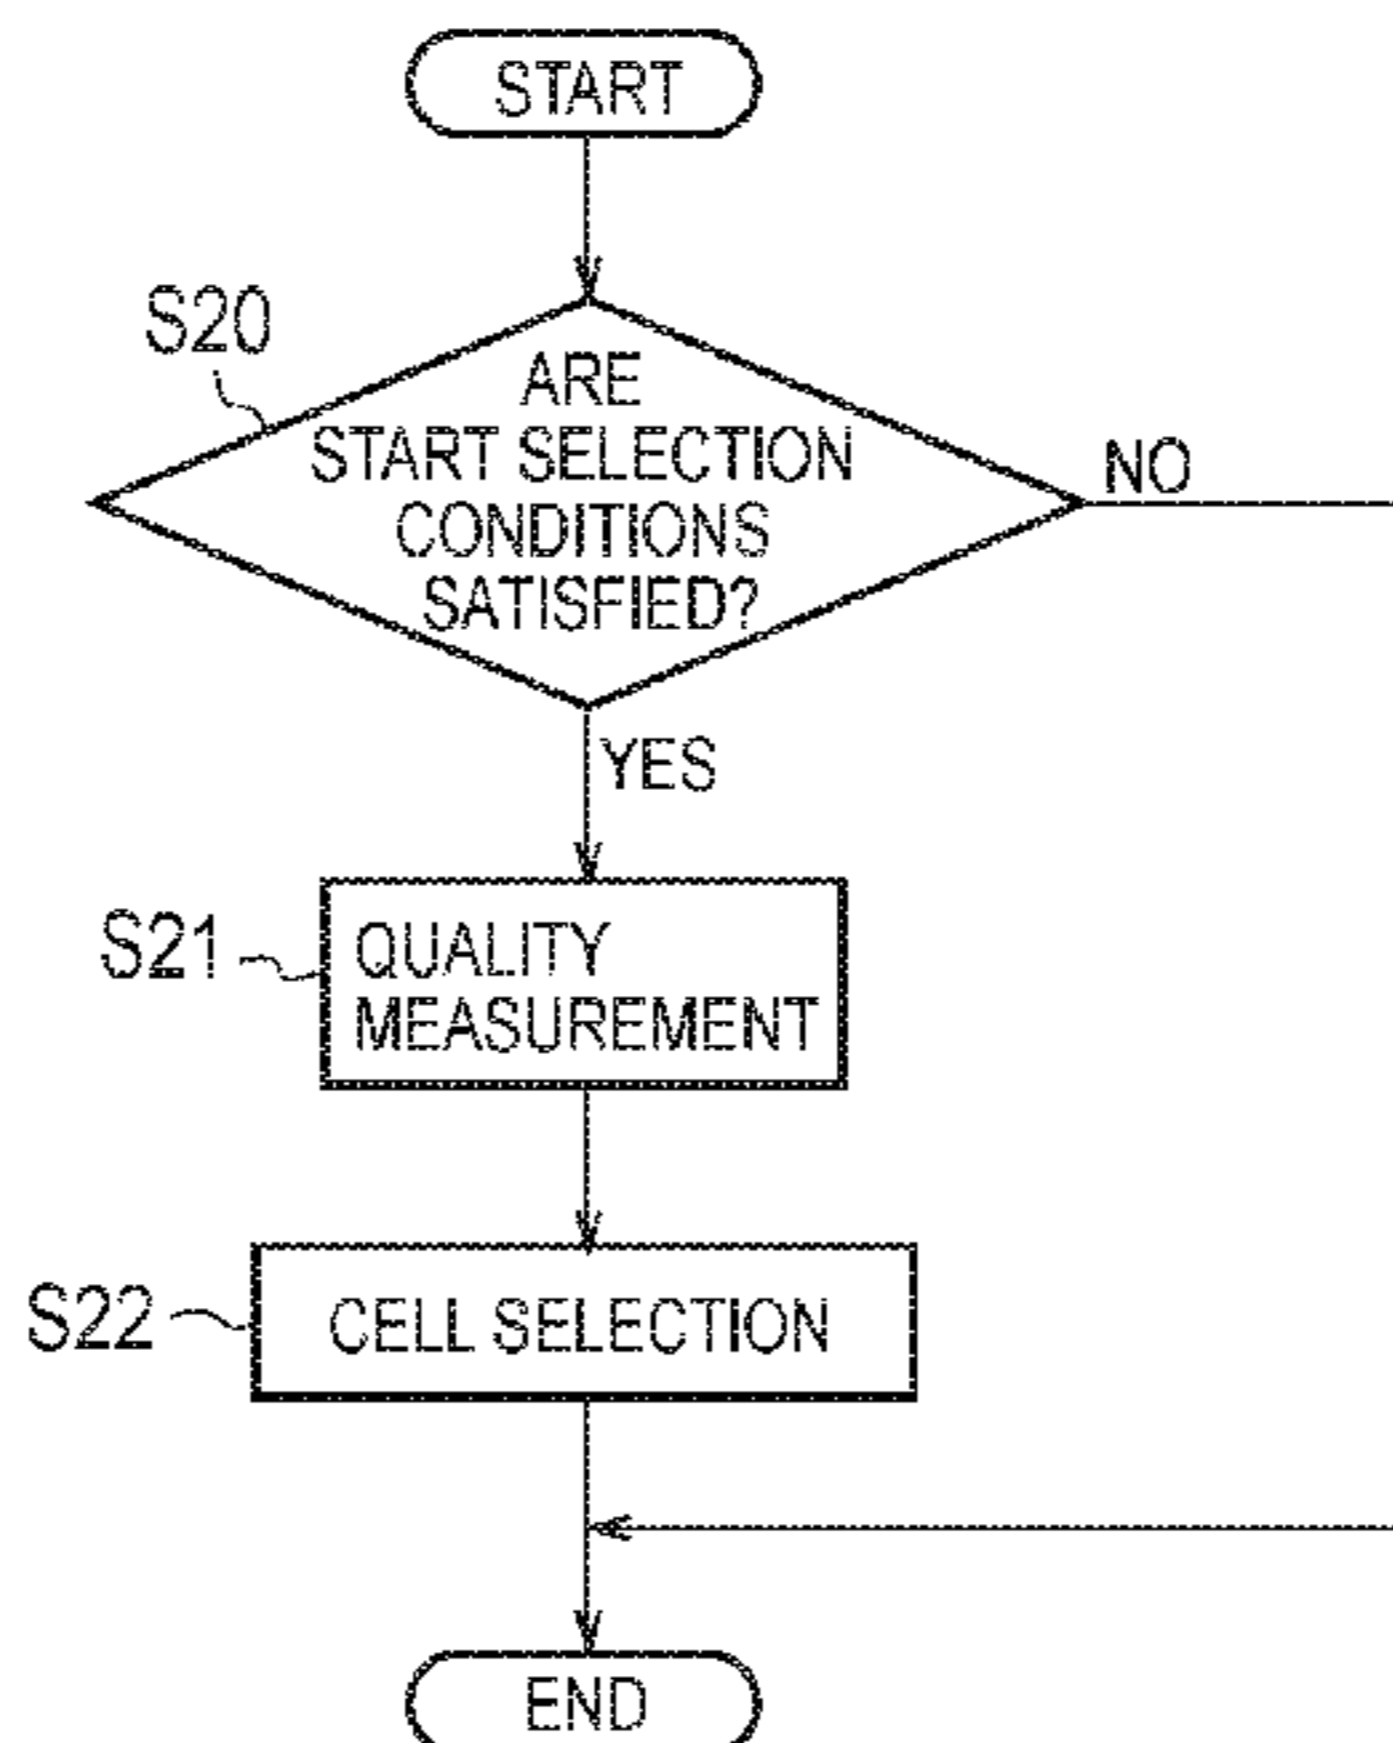 START
S20
ARE
START SELECTION
CONDITIONS
SATISFIED?
NO
YES
S21
QUALITY
MEASUREMENT
S22
CELL SELECTION
END